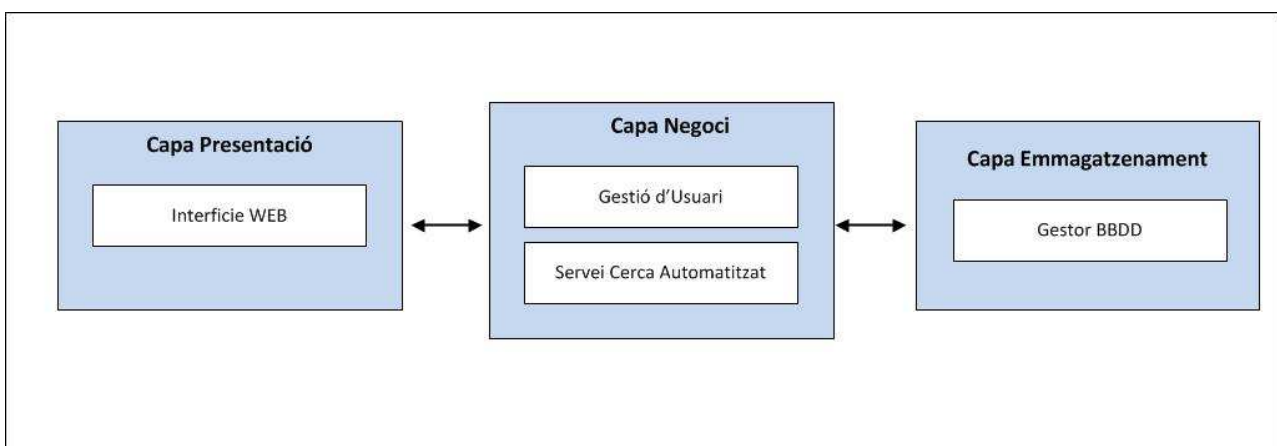 Capa Presentació
Interficie WEB
Capa Negoci
Gestió d'Usuari
Servei Cerca Automatitzat
Capa Emmagatzenament
Gestor BBDD